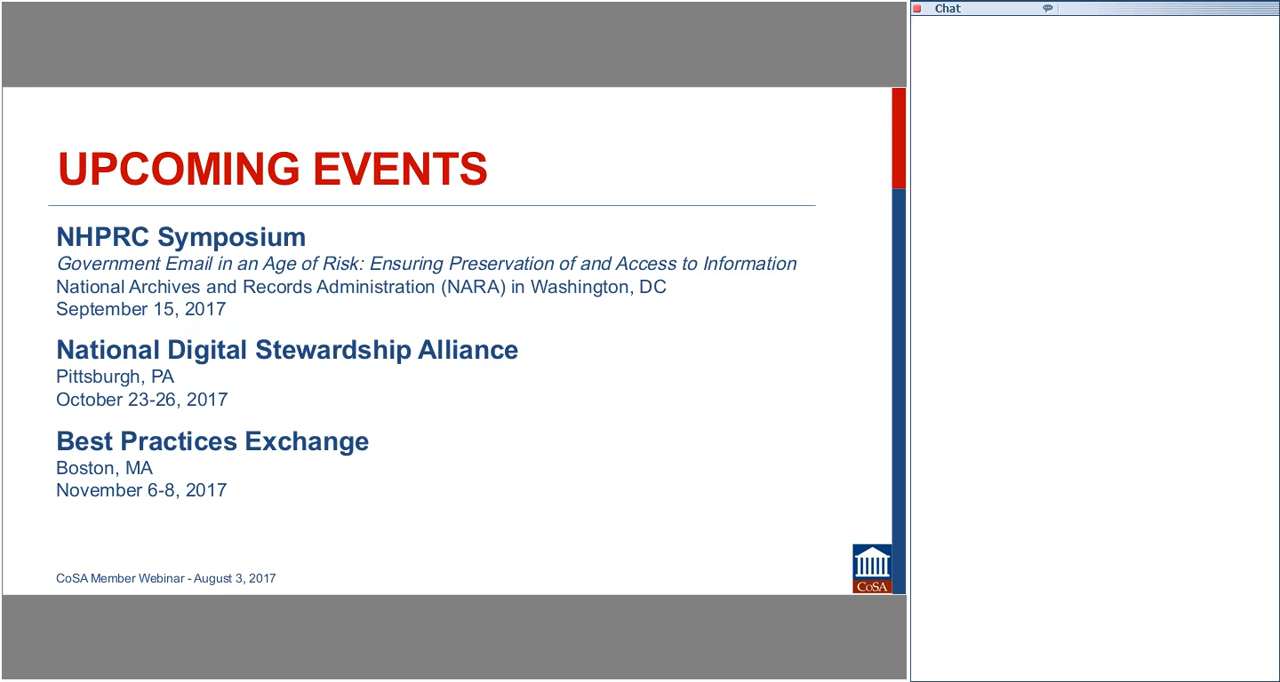 Chat
UPCOMING EVENTS
NHPRC Symposium
Government Email in an Age of Risk: Ensuring Preservation of and Access to Information
National Archives and Records Administration (NARA) in Washington, DC
September 15, 2017
National Digital Stewardship Alliance
Pittsburgh, PA
October 23-26, 2017
Best Practices Exchange
Boston, MA
November 6-8, 2017
CoSA Member Webinar - August 3, 2017
CoSA